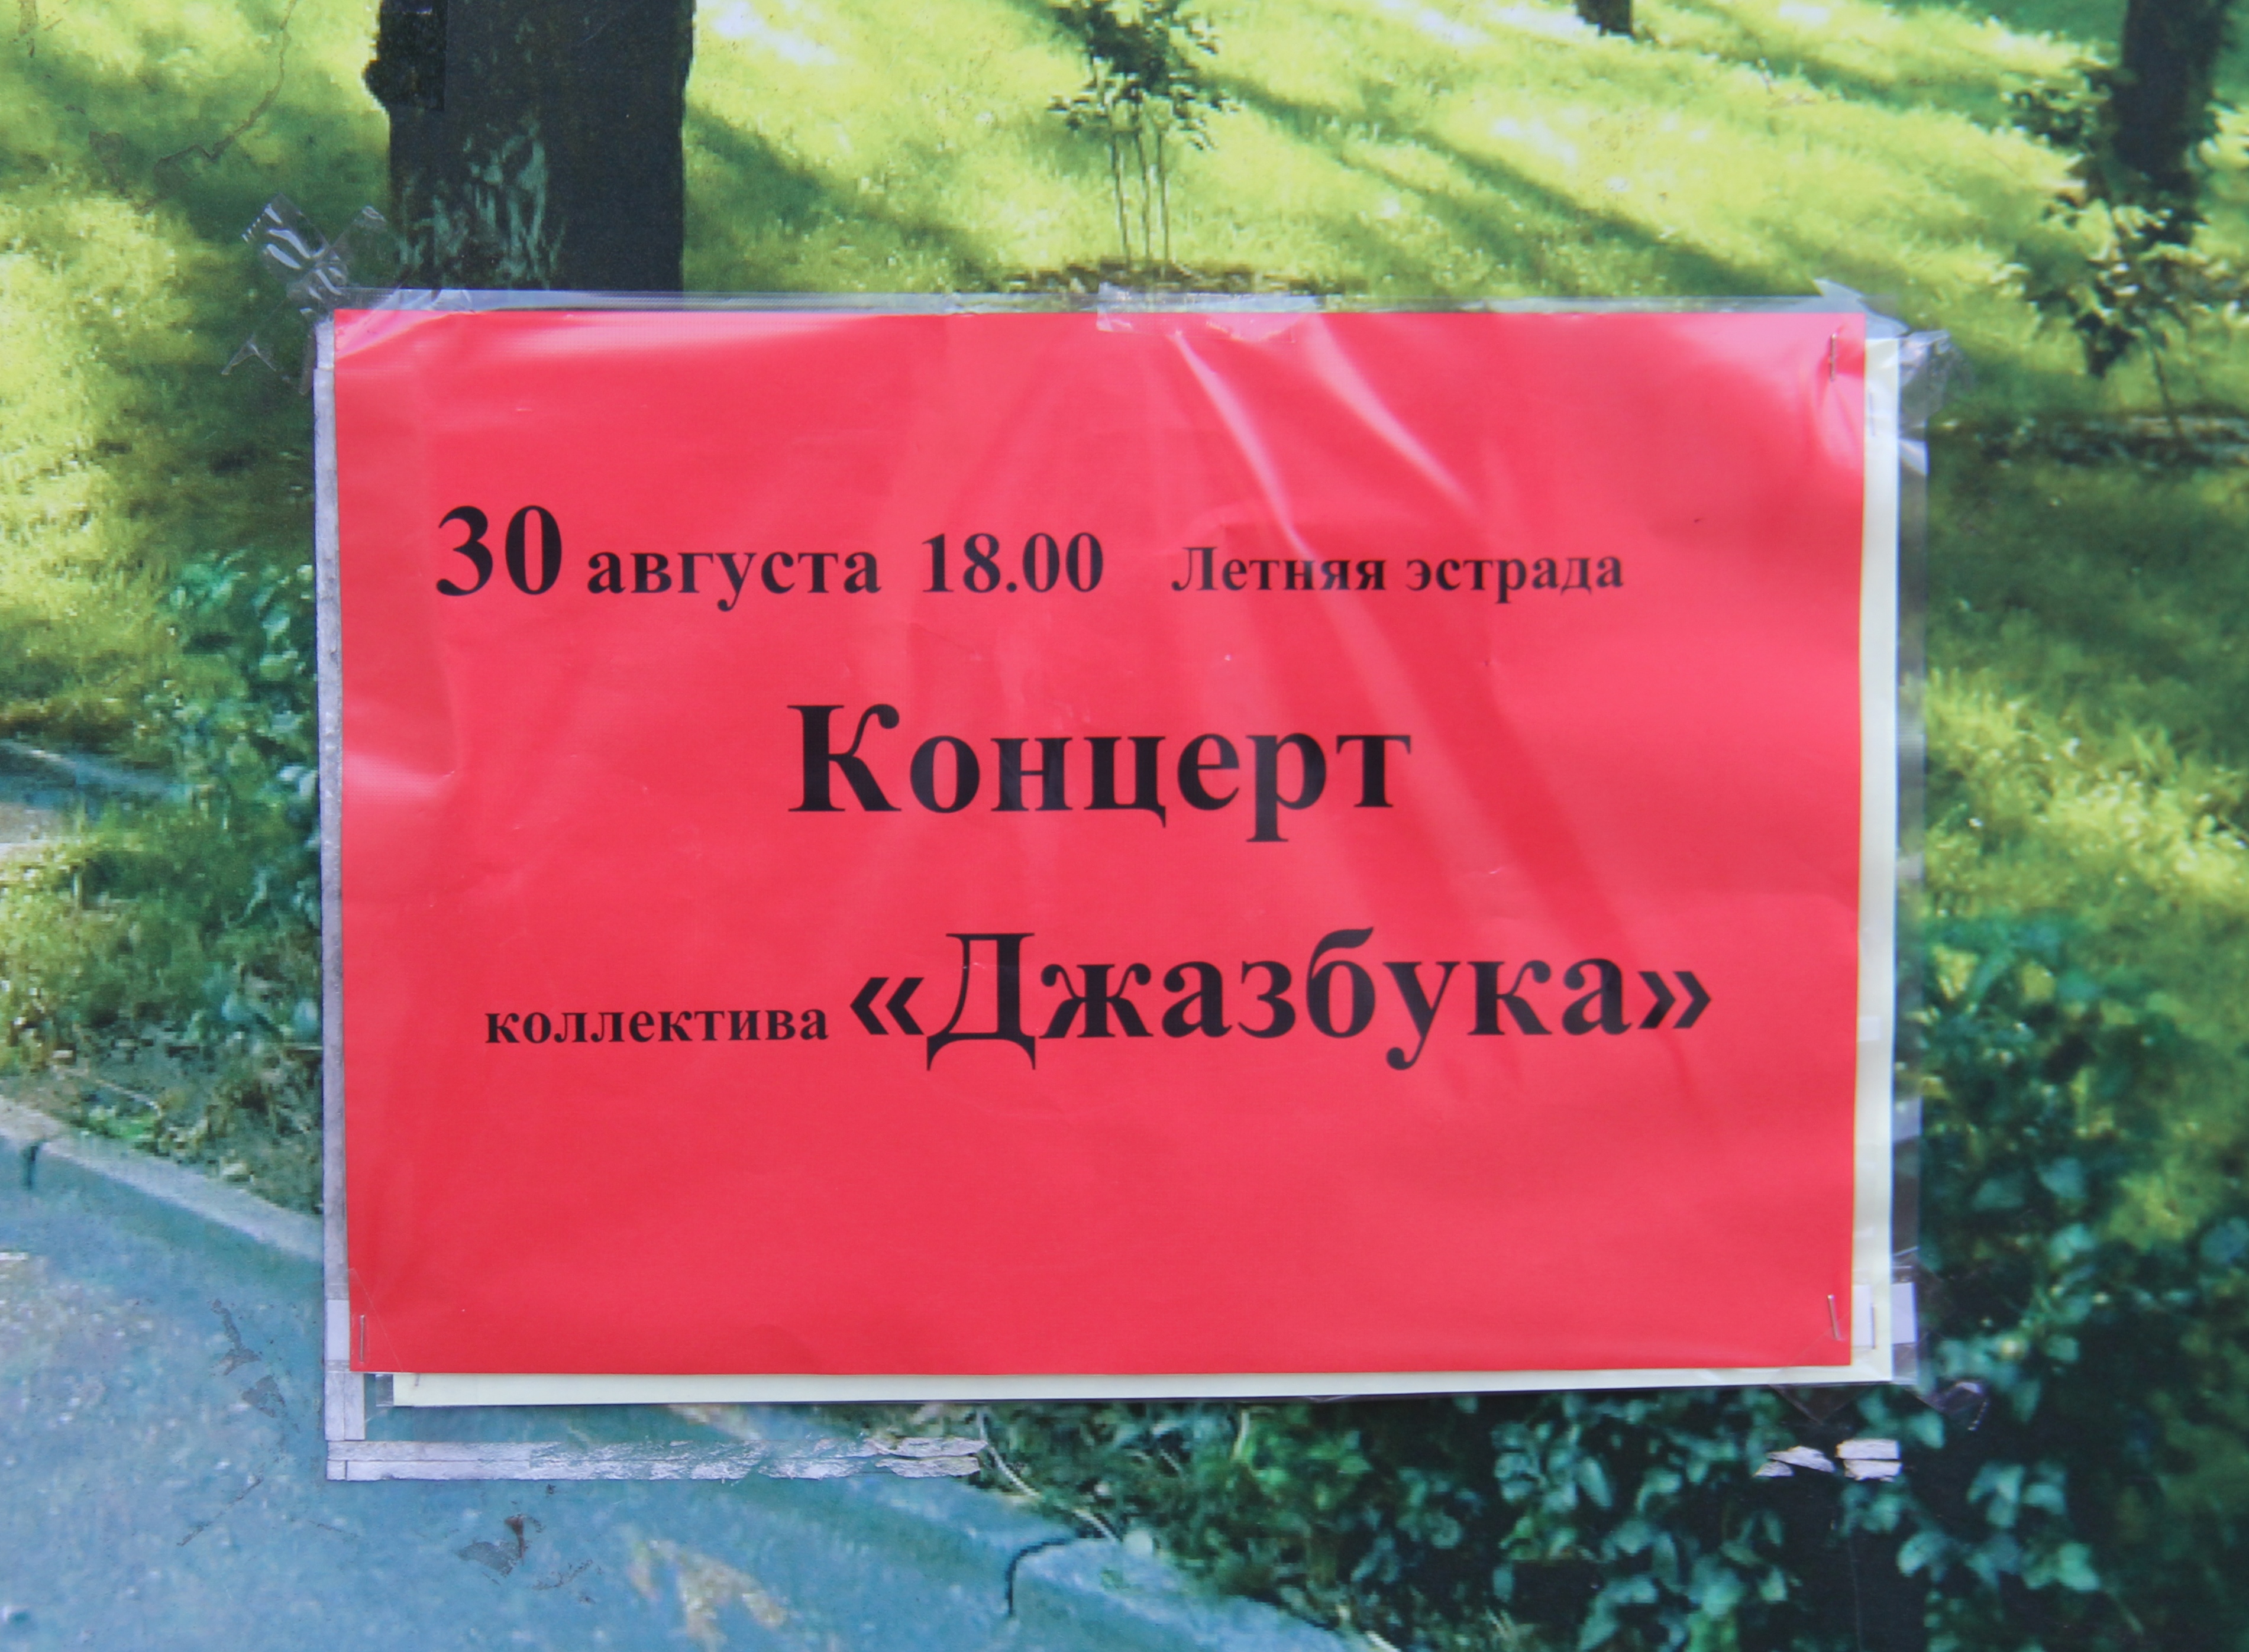 30 августа 18.00 Летняя эстрада
Концерт
коллектива «Джазбука»